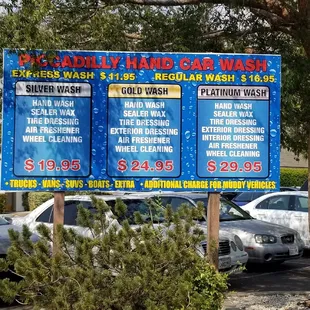 Piccadilly Hand Car Wash
Express Wash $11.95 Regular Wash $16.95
Silver Wash
Hand Wash
Sealer Wax
Tire Dressing
Air Freshener
Wheel Cleaning
$19.95
Gold Wash
Hand Wash
Sealer Wax
Tire Dressing
Exterior Dressing
Air Freshener
Wheel Cleaning
$24.95
Platinum Wash
Hand Wash
Sealer Wax
Tire Dressing
Exterior Dressing
Interior Dressing
Air Freshener
Wheel Cleaning
$29.95
Trucks · Vans · SUVs · Boats · Extra · Additional Charge for Muddy Vehicles